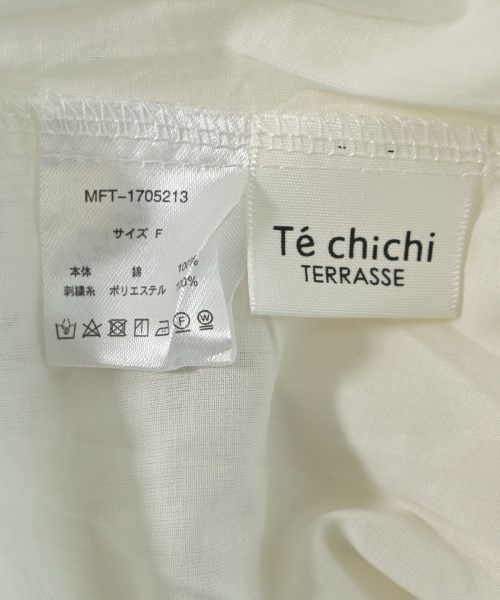 MFT-1705213
サイズ F
本体 綿 100%
刺繍糸 ポリエステル 100%
F W
Té chichi
TERRASSE